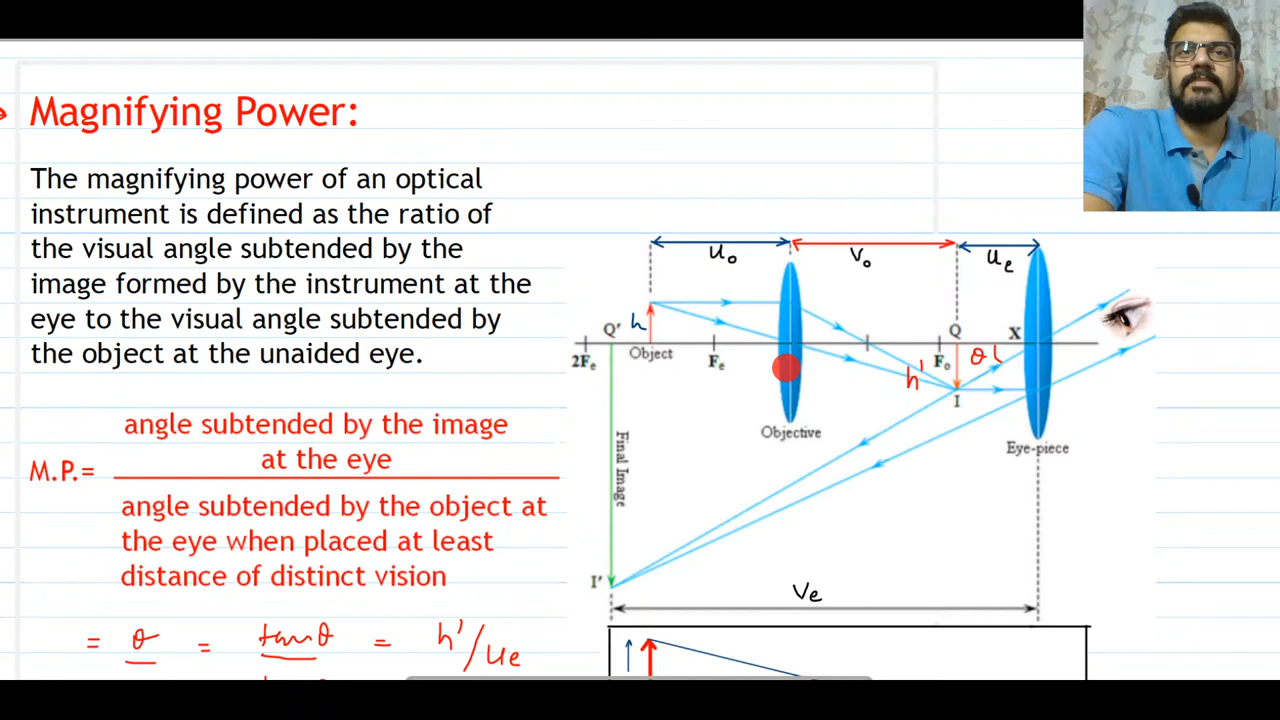 Magnifying Power:
The magnifying power of an optical
instrument is defined as the ratio of
the visual angle subtended by the
image formed by the instrument at the
eye to the visual angle subtended by
the object at the unaided eye.
angle subtended by the image
at the eye
M.P.=
angle subtended by the object at
the eye when placed at least
distance of distinct vision
= θ = tanθ = h'/ue
uo
vo
ue
h
Q'
Object
2Fe
Fe
Fo
Q
X
θ
h'
I
Objective
Eye-piece
Final Image
I'
ve